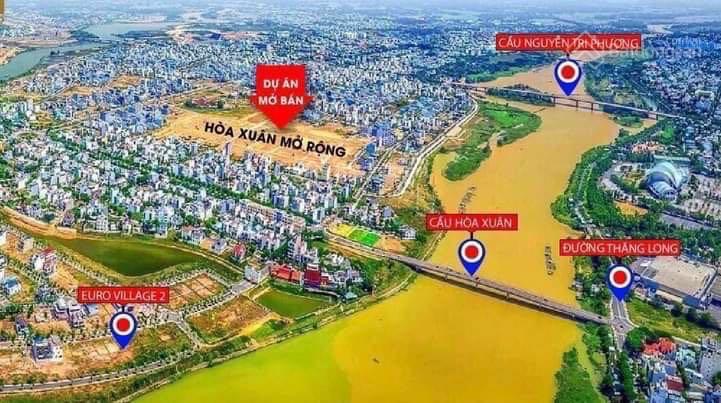 CẦU NGUYỄN TRI PHƯƠNG
DỰ ÁN
MỞ BÁN
HÒA XUÂN MỞ RỘNG
CẦU HÒA XUÂN
ĐƯỜNG THĂNG LONG
EURO VILLAGE 2